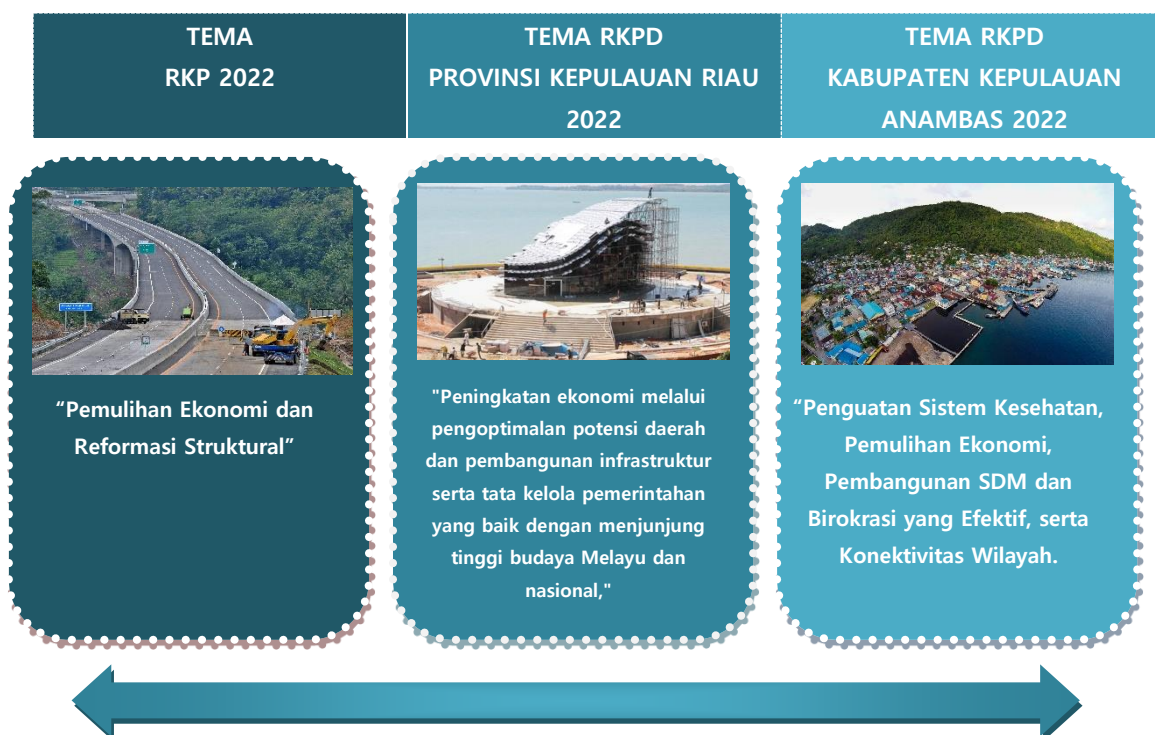 TEMA
RKP 2022
TEMA RKPD
PROVINSI KEPULAUAN RIAU
2022
TEMA RKPD
KABUPATEN KEPULAUAN
ANAMBAS 2022
“Pemulihan Ekonomi dan
Reformasi Struktural”
"Peningkatan ekonomi melalui
pengoptimalan potensi daerah
dan pembangunan infrastruktur
serta tata kelola pemerintahan
yang baik dengan menjunjung
tinggi budaya Melayu dan
nasional,"
“Penguatan Sistem Kesehatan,
Pemulihan Ekonomi,
Pembangunan SDM dan
Birokrasi yang Efektif, serta
Konektivitas Wilayah.